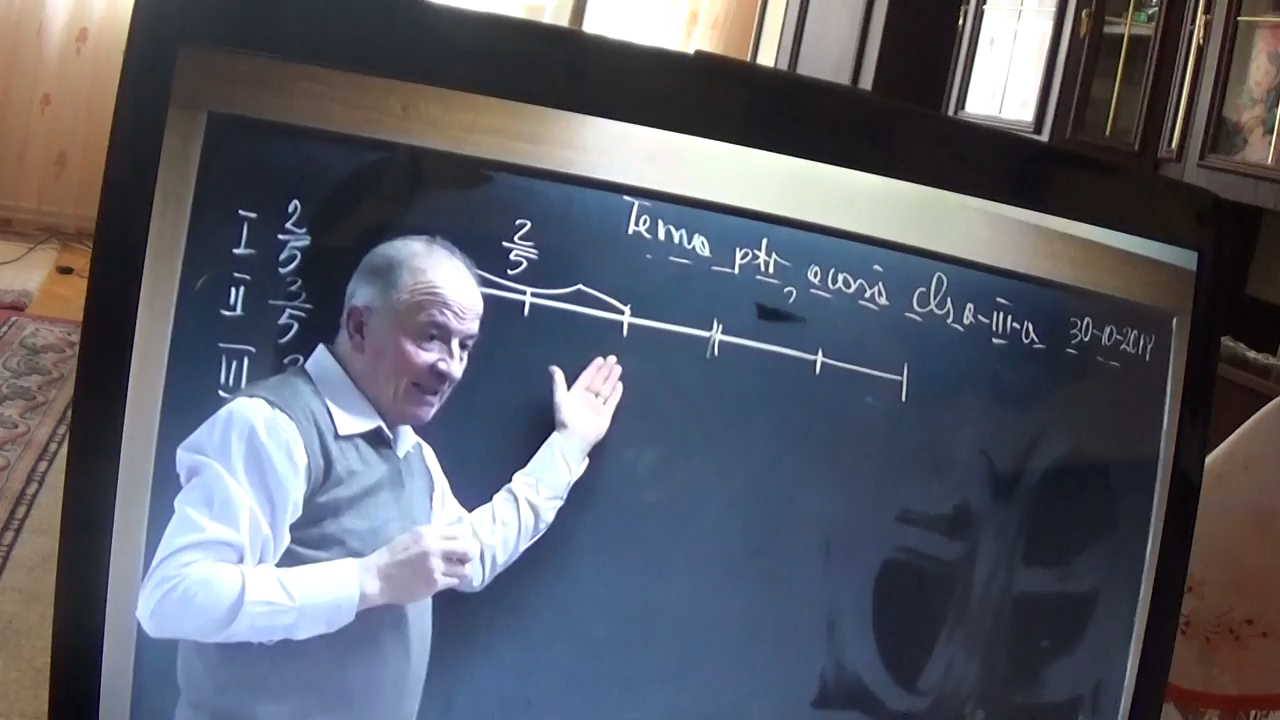 Tema ptr, acasă cls a-III-a 30-10-2014
I 2/5
II 2/5
III
2/5